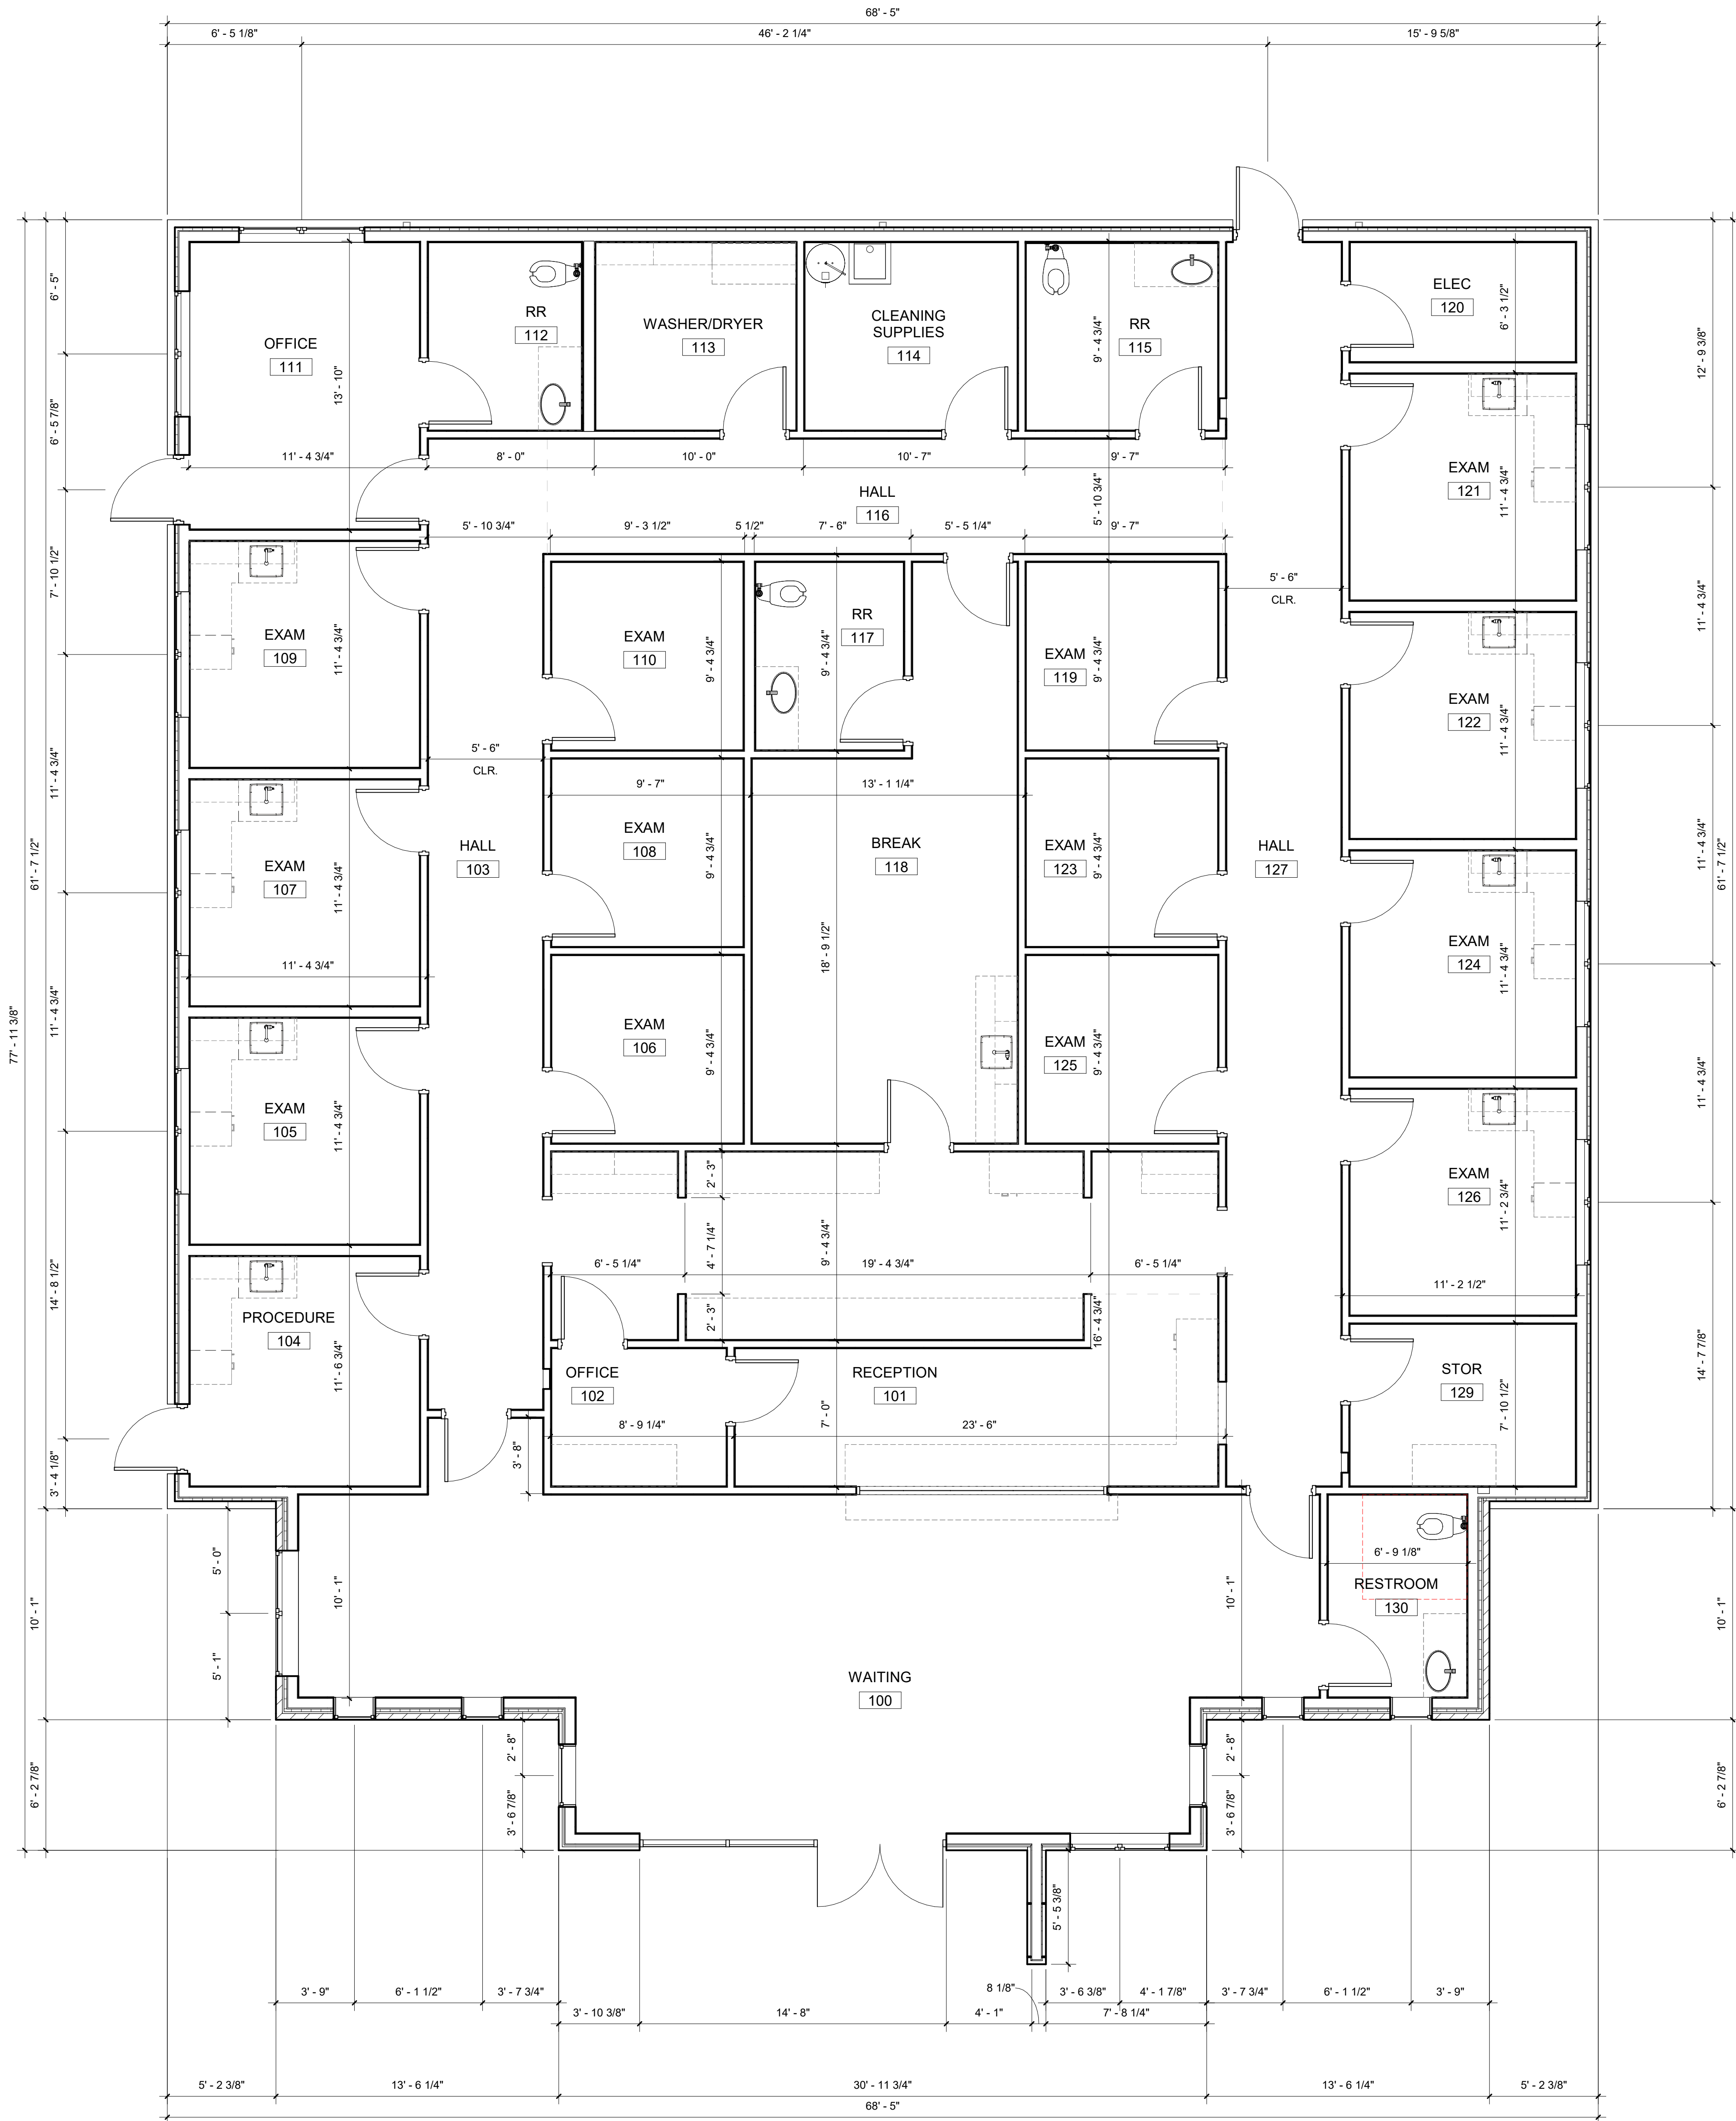 68' - 5"
6' - 5 1/8"
46' - 2 1/4"
15' - 9 5/8"
6' - 5"
6' - 5 7/8"
7' - 10 1/2"
11' - 4 3/4"
11' - 4 3/4"
14' - 8 1/2"
3' - 4 1/8"
61' - 7 1/2"
77' - 11 3/8"
10' - 1"
6' - 2 7/8"
5' - 0"
5' - 1"
OFFICE
111
13' - 10"
11' - 4 3/4"
RR
112
8' - 0"
WASHER/DRYER
113
10' - 0"
CLEANING
SUPPLIES
114
10' - 7"
RR
115
9' - 4 3/4"
9' - 7"
ELEC
120
6' - 3 1/2"
12' - 9 3/8"
HALL
116
5' - 10 3/4"
5' - 10 3/4"
9' - 3 1/2"
5 1/2"
7' - 6"
5' - 5 1/4"
9' - 7"
EXAM
121
11' - 4 3/4"
5' - 6"
CLR.
11' - 4 3/4"
EXAM
109
11' - 4 3/4"
EXAM
110
9' - 4 3/4"
RR
117
9' - 4 3/4"
EXAM
119
9' - 4 3/4"
EXAM
122
11' - 4 3/4"
5' - 6"
CLR.
9' - 7"
13' - 1 1/4"
EXAM
107
11' - 4 3/4"
11' - 4 3/4"
HALL
103
EXAM
108
9' - 4 3/4"
BREAK
118
18' - 9 1/2"
EXAM
123
9' - 4 3/4"
HALL
127
11' - 4 3/4"
61' - 7 1/2"
EXAM
124
11' - 4 3/4"
EXAM
106
9' - 4 3/4"
EXAM
125
9' - 4 3/4"
11' - 4 3/4"
EXAM
105
11' - 4 3/4"
EXAM
126
11' - 2 3/4"
11' - 2 1/2"
2' - 3"
4' - 7 1/4"
2' - 3"
9' - 4 3/4"
6' - 5 1/4"
19' - 4 3/4"
6' - 5 1/4"
16' - 4 3/4"
PROCEDURE
104
11' - 6 3/4"
OFFICE
102
8' - 9 1/4"
3' - 8"
RECEPTION
101
7' - 0"
23' - 6"
STOR
129
7' - 10 1/2"
14' - 7 7/8"
10' - 1"
10' - 1"
6' - 9 1/8"
RESTROOM
130
10' - 1"
WAITING
100
2' - 8"
3' - 6 7/8"
2' - 8"
3' - 6 7/8"
6' - 2 7/8"
5' - 5 3/8"
3' - 9"
6' - 1 1/2"
3' - 7 3/4"
8 1/8"
3' - 6 3/8"
4' - 1 7/8"
3' - 7 3/4"
6' - 1 1/2"
3' - 9"
3' - 10 3/8"
14' - 8"
4' - 1"
7' - 8 1/4"
5' - 2 3/8"
13' - 6 1/4"
30' - 11 3/4"
13' - 6 1/4"
5' - 2 3/8"
68' - 5"